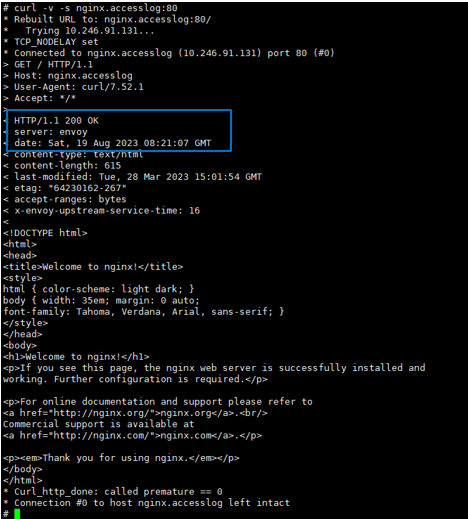 # curl -v -s nginx.accesslog:80
* Rebuilt URL to: nginx.accesslog:80/
*   Trying 10.246.91.131...
* TCP_NODELAY set
* Connected to nginx.accesslog (10.246.91.131) port 80 (#0)
> GET / HTTP/1.1
> Host: nginx.accesslog
> User-Agent: curl/7.52.1
> Accept: */*
>
< HTTP/1.1 200 OK
< server: envoy
< date: Sat, 19 Aug 2023 08:21:07 GMT
< content-type: text/html
< content-length: 615
< last-modified: Tue, 28 Mar 2023 15:01:54 GMT
< etag: "64230162-267"
< accept-ranges: bytes
< x-envoy-upstream-service-time: 16
<
<!DOCTYPE html>
<html>
<head>
<title>Welcome to nginx!</title>
<style>
html { color-scheme: light dark; }
body { width: 35em; margin: 0 auto;
font-family: Tahoma, Verdana, Arial, sans-serif; }
</style>
</head>
<body>
<h1>Welcome to nginx!</h1>
<p>If you see this page, the nginx web server is successfully installed and
working. Further configuration is required.</p>

<p>For online documentation and support please refer to
<a href="http://nginx.org/">nginx.org</a>.<br/>
Commercial support is available at
<a href="http://nginx.com/">nginx.com</a>.</p>

<p><em>Thank you for using nginx.</em></p>
</body>
</html>
* Curl_http_done: called premature == 0
* Connection #0 to host nginx.accesslog left intact
#